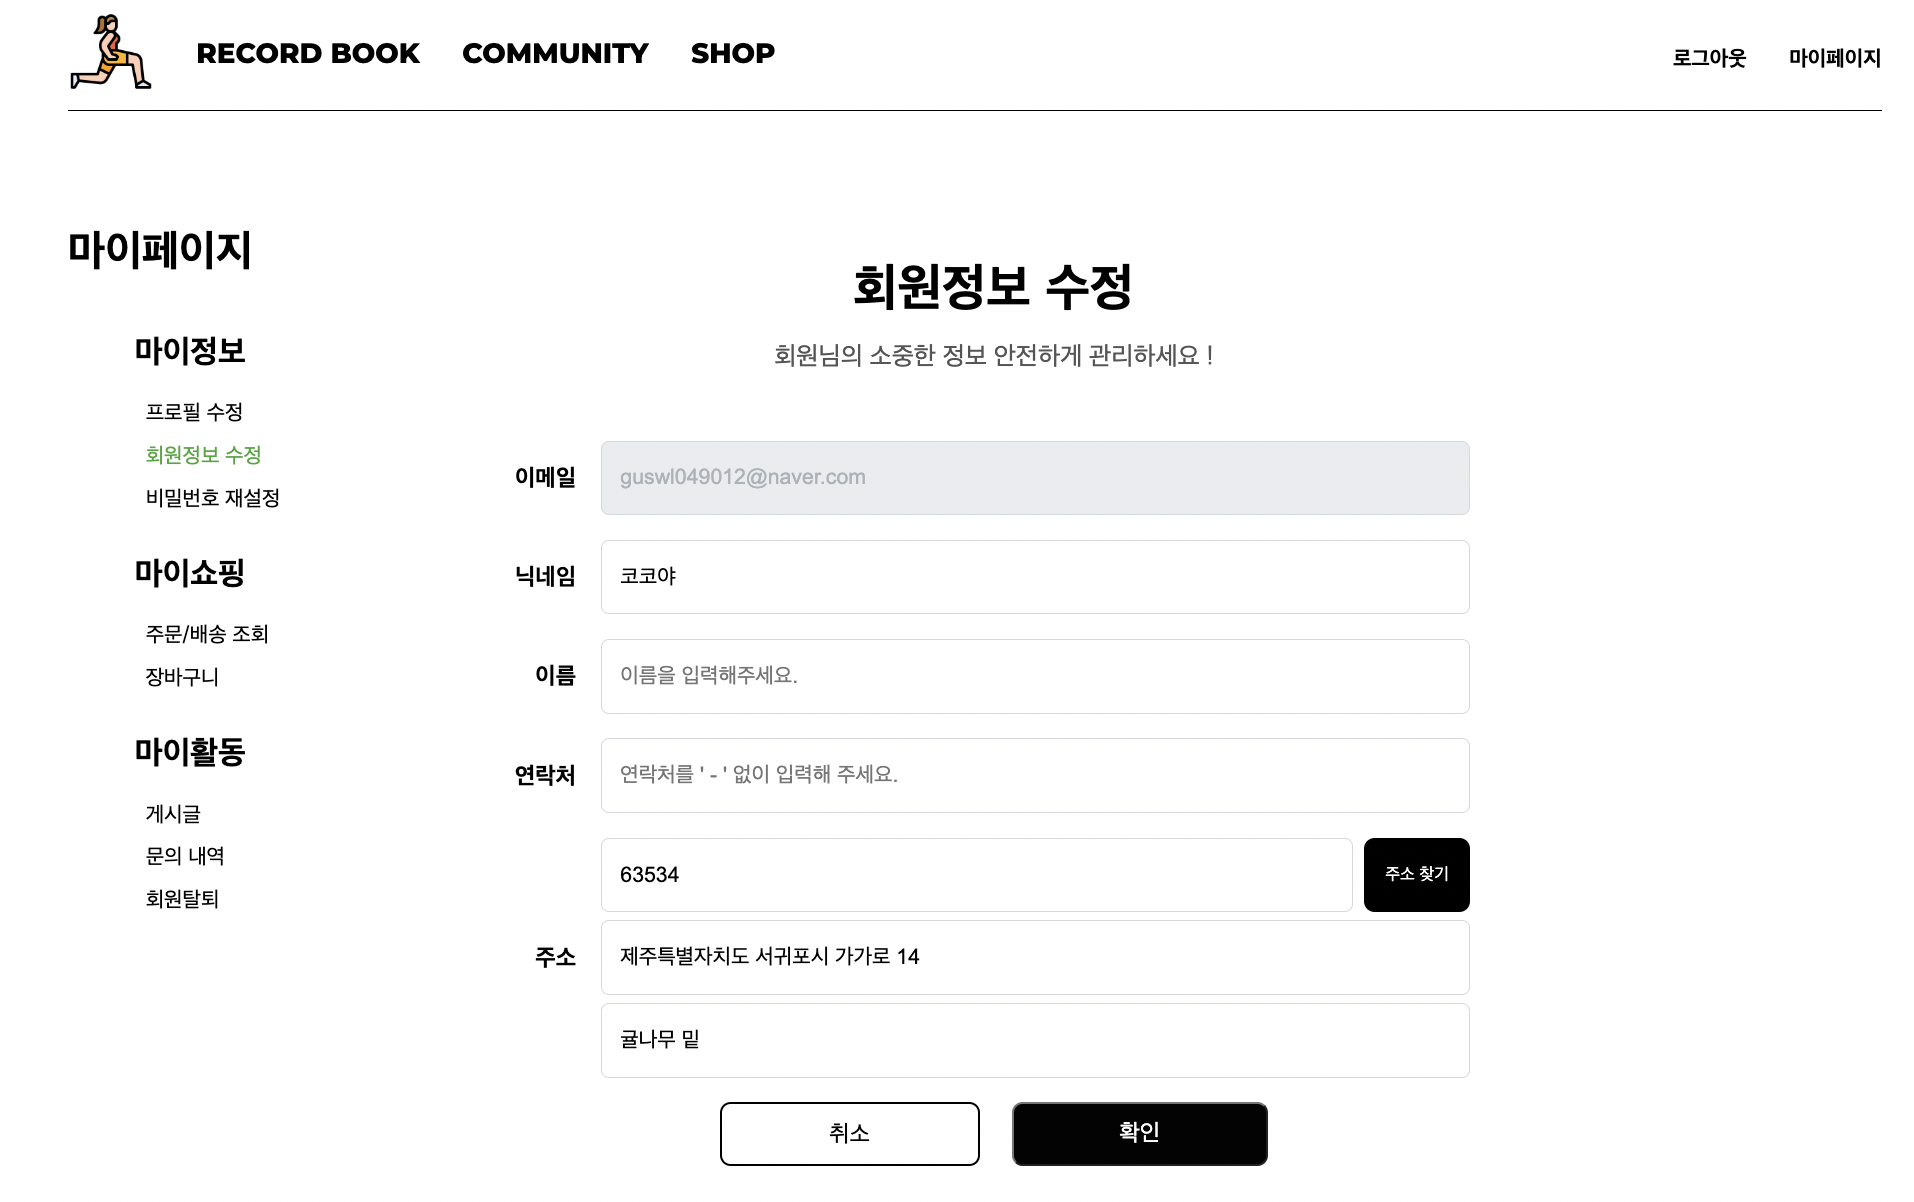 RECORD BOOK COMMUNITY SHOP 로그아웃 마이페이지
마이페이지
마이정보
프로필 수정
회원정보 수정
비밀번호 재설정
마이쇼핑
주문/배송 조회
장바구니
마이활동
게시글
문의 내역
회원탈퇴
회원정보 수정
회원님의 소중한 정보 안전하게 관리하세요 !
이메일 guswl049012@naver.com
닉네임 코코야
이름 이름을 입력해주세요.
연락처 연락처를 ' - ' 없이 입력해 주세요.
63534 주소 찾기
주소 제주특별자치도 서귀포시 가가로 14
귤나무 밑
취소 확인